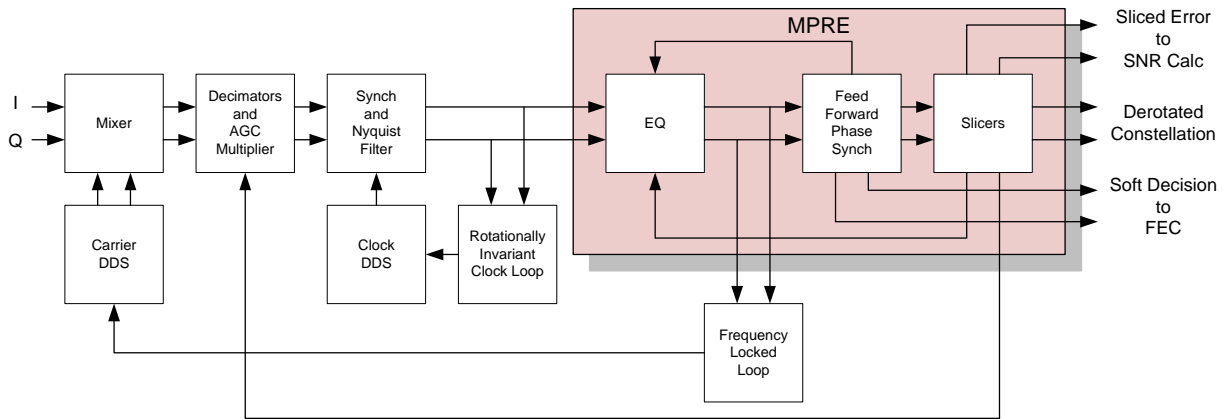 MPRE
Sliced Error
to
SNR Calc
I
Q
Mixer
Decimators
and
AGC
Multiplier
Synch
and
Nyquist
Filter
EQ
Feed
Forward
Phase
Synch
Slicers
Derotated
Constellation
Soft Decision
to
FEC
Carrier
DDS
Clock
DDS
Rotationally
Invariant
Clock Loop
Frequency
Locked
Loop